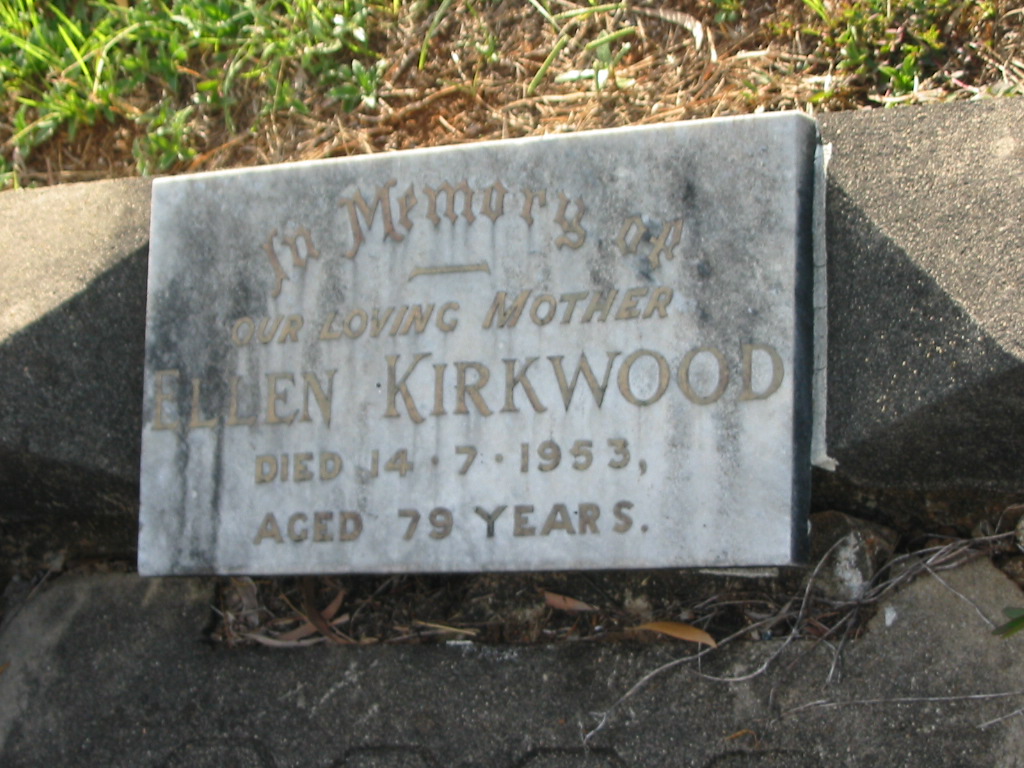 In Memory of
OUR LOVING MOTHER
ELLEN KIRKWOOD
DIED 14·7·1953,
AGED 79 YEARS.